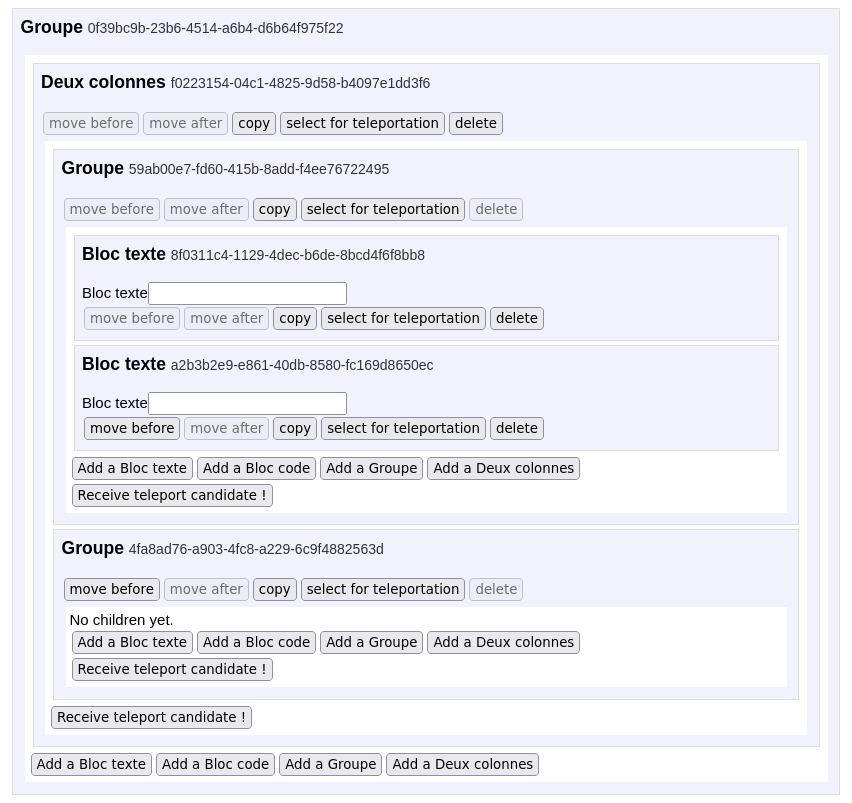 Groupe 0f39bc9b-23b6-4514-a6b4-d6b64f975f22
Deux colonnes f0223154-04c1-4825-9d58-b4097e1dd3f6
move before move after copy select for teleportation delete
Groupe 59ab00e7-fd60-415b-8add-f4ee76722495
move before move after copy select for teleportation delete
Bloc texte 8f0311c4-1129-4dec-b6de-8bcd4f6f8bb8
Bloc texte
move before move after copy select for teleportation delete
Bloc texte a2b3b2e9-e861-40db-8580-fc169d8650ec
Bloc texte
move before move after copy select for teleportation delete
Add a Bloc texte Add a Bloc code Add a Groupe Add a Deux colonnes
Receive teleport candidate !
Groupe 4fa8ad76-a903-4fc8-a229-6c9f4882563d
move before move after copy select for teleportation delete
No children yet.
Add a Bloc texte Add a Bloc code Add a Groupe Add a Deux colonnes
Receive teleport candidate !
Receive teleport candidate !
Add a Bloc texte Add a Bloc code Add a Groupe Add a Deux colonnes